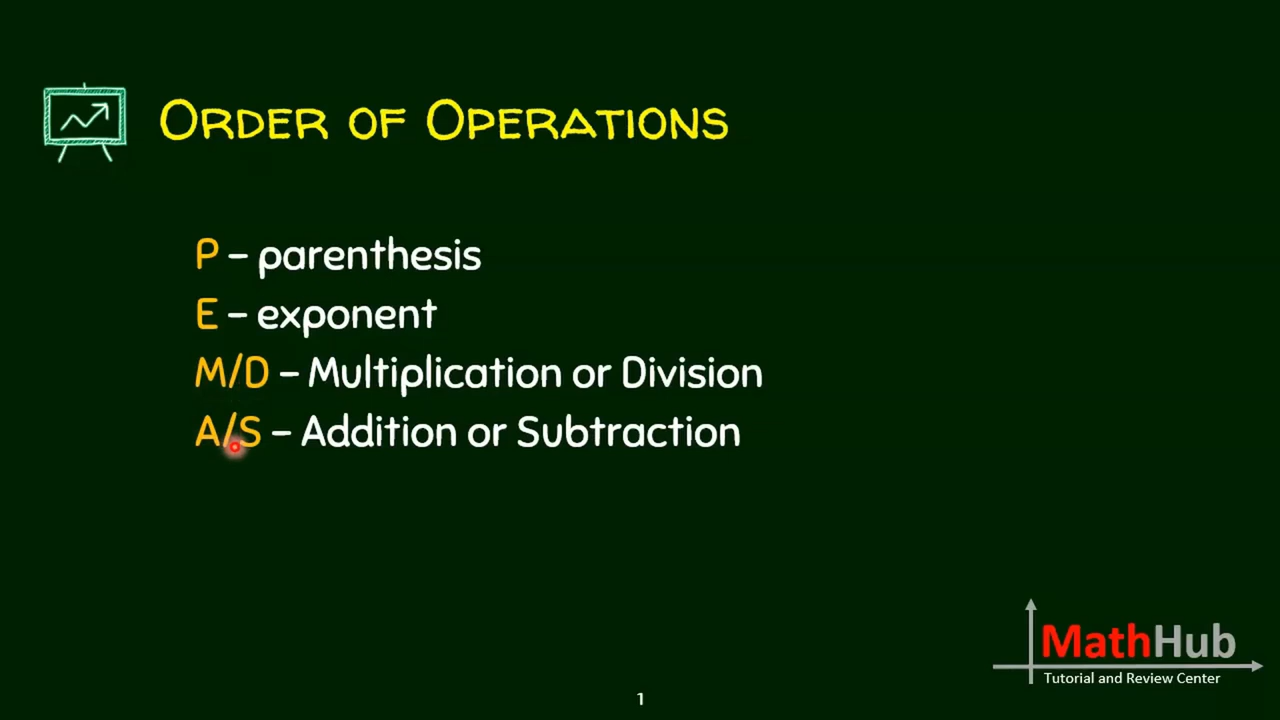 Order of Operations
P – parenthesis
E – exponent
M/D – Multiplication or Division
A/S – Addition or Subtraction
MathHub
Tutorial and Review Center
1